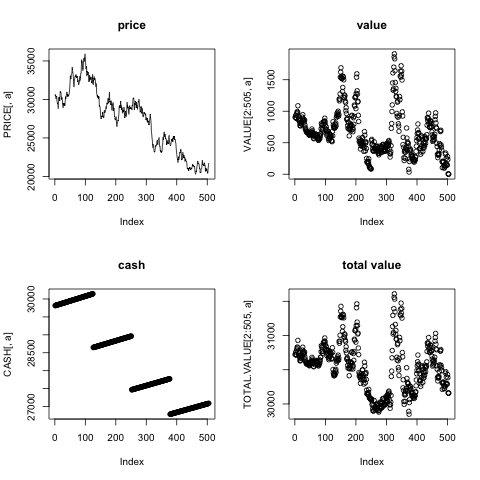 price
PRICE[, a]
35000
30000
25000
20000
0 100 200 300 400 500
Index
value
VALUE[2:505, a]
1500
1000
500
0
0 100 200 300 400 500
Index
cash
CASH[, a]
30000
28500
27000
0 100 200 300 400 500
Index
total value
TOTAL.VALUE[2:505, a]
31000
30000
0 100 200 300 400 500
Index